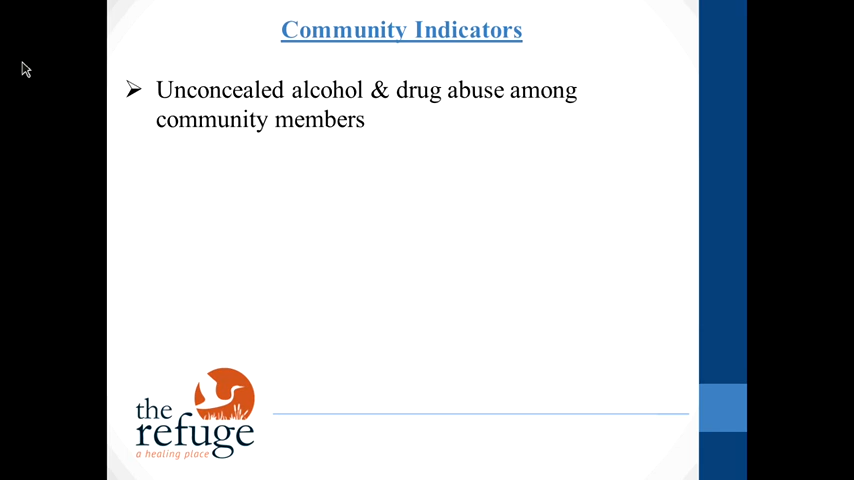 Community Indicators
Unconcealed alcohol & drug abuse among
community members
the
refuge
a healing place